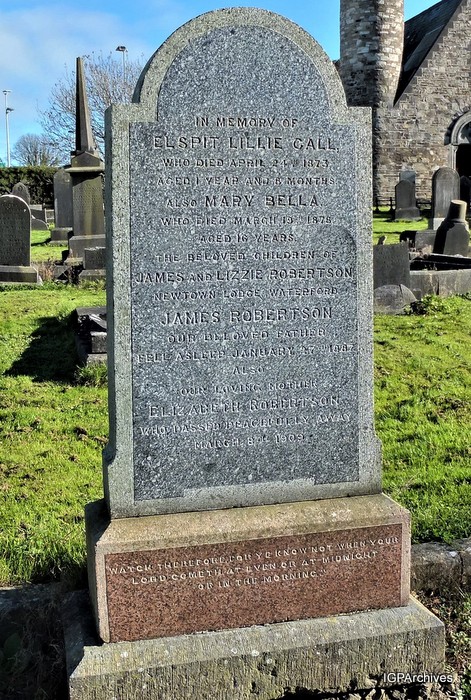 IN MEMORY OF
ELSPIT LILLIE GALL,
WHO DIED APRIL 24TH 1873
AGED 1 YEAR AND 6 MONTHS
ALSO MARY BELLA,
WHO DIED MARCH 13TH 1878
AGED 16 YEARS.
THE BELOVED CHILDREN OF
JAMES AND LIZZIE ROBERTSON
NEWTOWN LODGE WATERFORD
JAMES ROBERTSON
OUR BELOVED FATHER
FELL ASLEEP JANUARY 27TH
ALSO
OUR LOVING MOTHER
ELIZABETH ROBERTSON
WHO PASSED PEACEFULLY AWAY
MARCH 8TH 1909.
WATCH THEREFORE, FOR YE KNOW NOT WHEN YOUR
LORD COMETH AT EVEN OR AT MIDNIGHT
OR IN THE MORNING.
IGPArchives